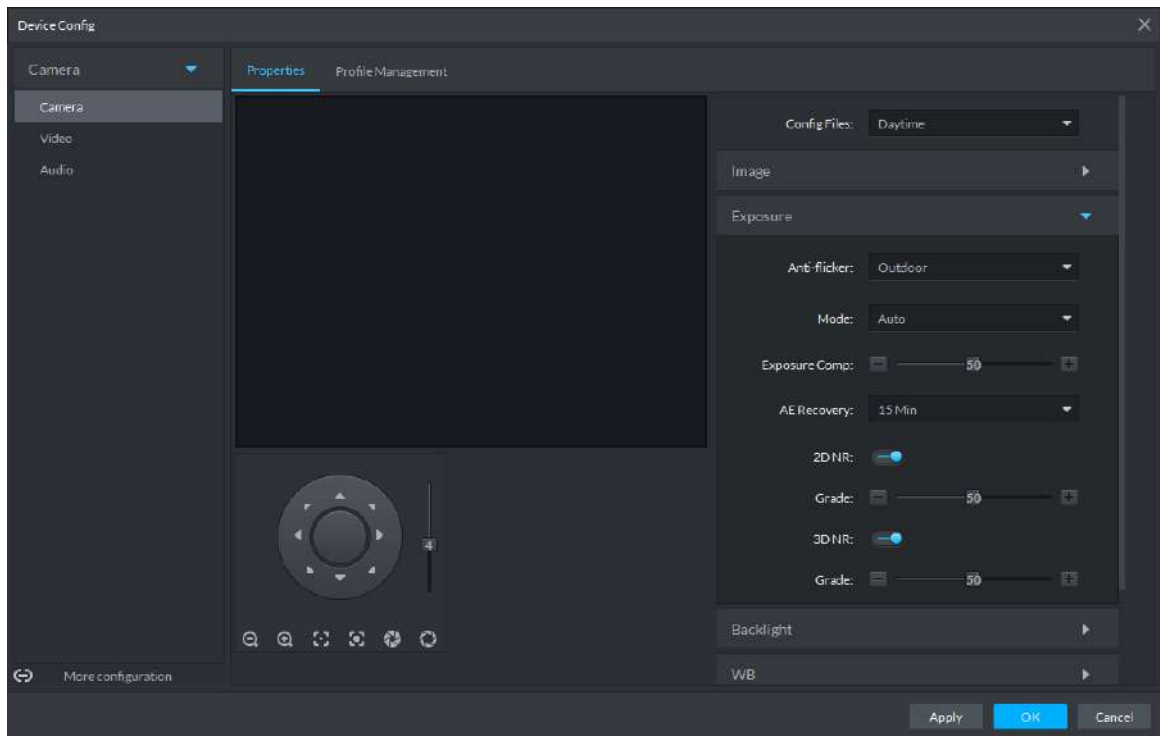 Device Config
Camera
Camera
Video
Audio
More configuration
Properties Profile Management
Config Files: Daytime
Image
Exposure
Anti-flicker: Outdoor
Mode: Auto
Exposure Comp: 50
AE Recovery: 15 Min
2D NR:
Grade: 50
3D NR:
Grade: 50
Backlight
WB
4
Apply OK Cancel